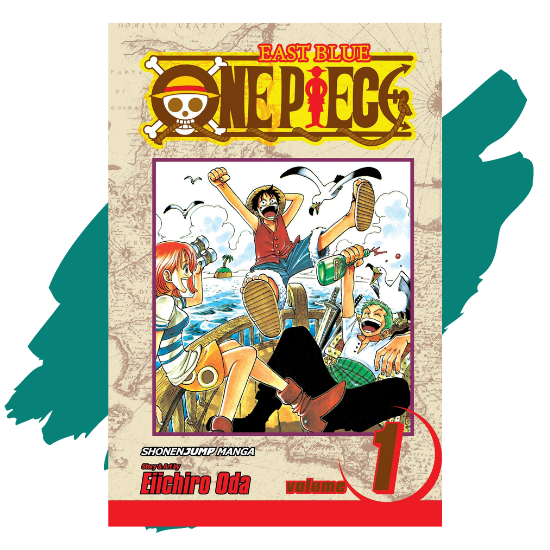 EAST BLUE
ONE PIECE
SHONEN JUMP MANGA
Story & Art by
Eiichiro Oda
volume 1